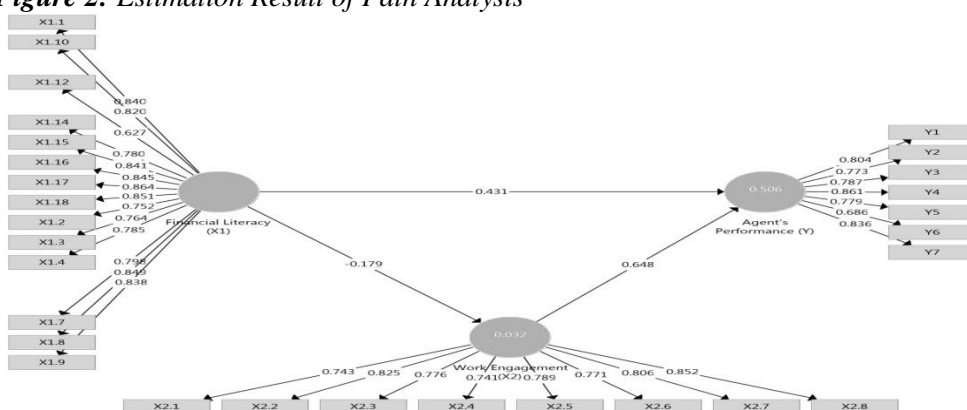 Figure 2: Estimation Result of Path Analysis
X1.1
X1.10
X1.12
X1.14
X1.15
X1.16
X1.17
X1.18
X1.2
X1.3
X1.4
X1.7
X1.8
X1.9
0.840
0.820
0.627
0.780
0.841
0.845
0.864
0.851
0.752
0.764
0.785
0.798
0.849
0.838
Financial Literacy
(X1)
0.431
-0.179
0.648
0.506
Agent's
Performance (Y)
0.804
0.773
0.787
0.861
0.779
0.686
0.836
Y1
Y2
Y3
Y4
Y5
Y6
Y7
0.032
Work Engagement
(X2)
0.743
0.825
0.776
0.741
0.789
0.771
0.806
0.852
X2.1
X2.2
X2.3
X2.4
X2.5
X2.6
X2.7
X2.8